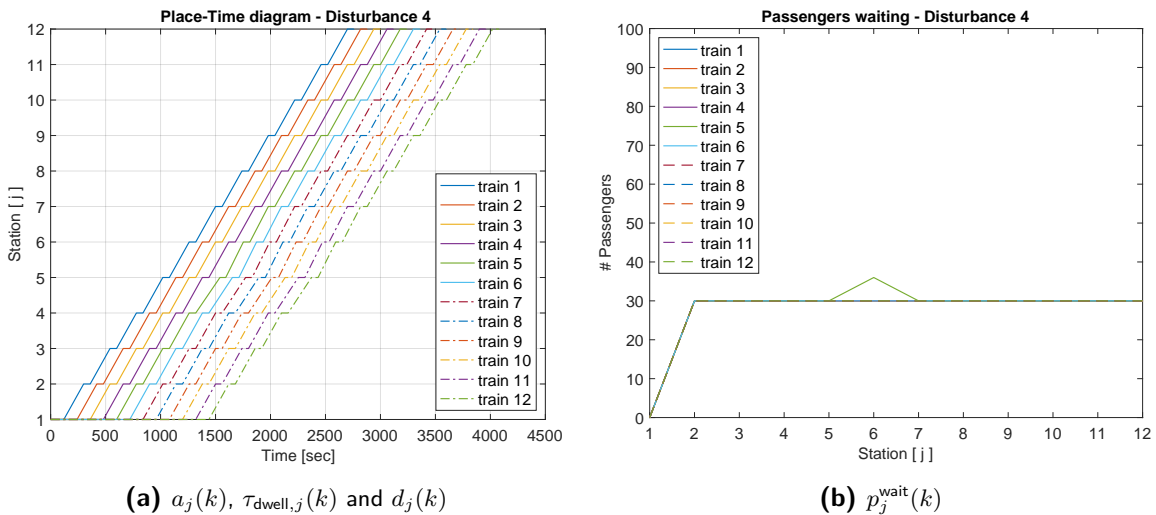 Place-Time diagram - Disturbance 4
12
11
10
9
8
7
6
5
4
3
2
1
Station [ j ]
0
500
1000
1500
2000
2500
3000
3500
4000
4500
Time [sec]
train 1
train 2
train 3
train 4
train 5
train 6
train 7
train 8
train 9
train 10
train 11
train 12
(a) a_j(k), τ_dwell,j(k) and d_j(k)
Passengers waiting - Disturbance 4
100
90
80
70
60
50
40
30
20
10
0
# Passengers
1
2
3
4
5
6
7
8
9
10
11
12
Station [ j ]
train 1
train 2
train 3
train 4
train 5
train 6
train 7
train 8
train 9
train 10
train 11
train 12
(b) p_j^wait(k)